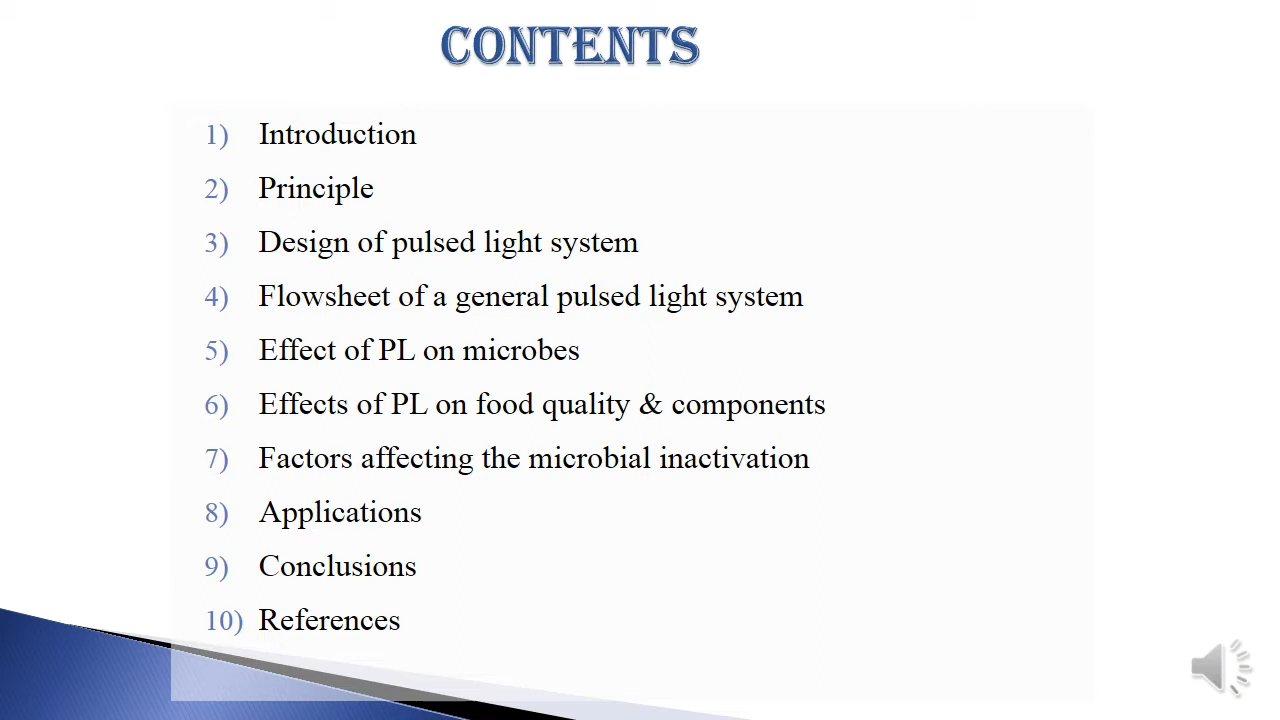 CONTENTS
1) Introduction
2) Principle
3) Design of pulsed light system
4) Flowsheet of a general pulsed light system
5) Effect of PL on microbes
6) Effects of PL on food quality & components
7) Factors affecting the microbial inactivation
8) Applications
9) Conclusions
10) References